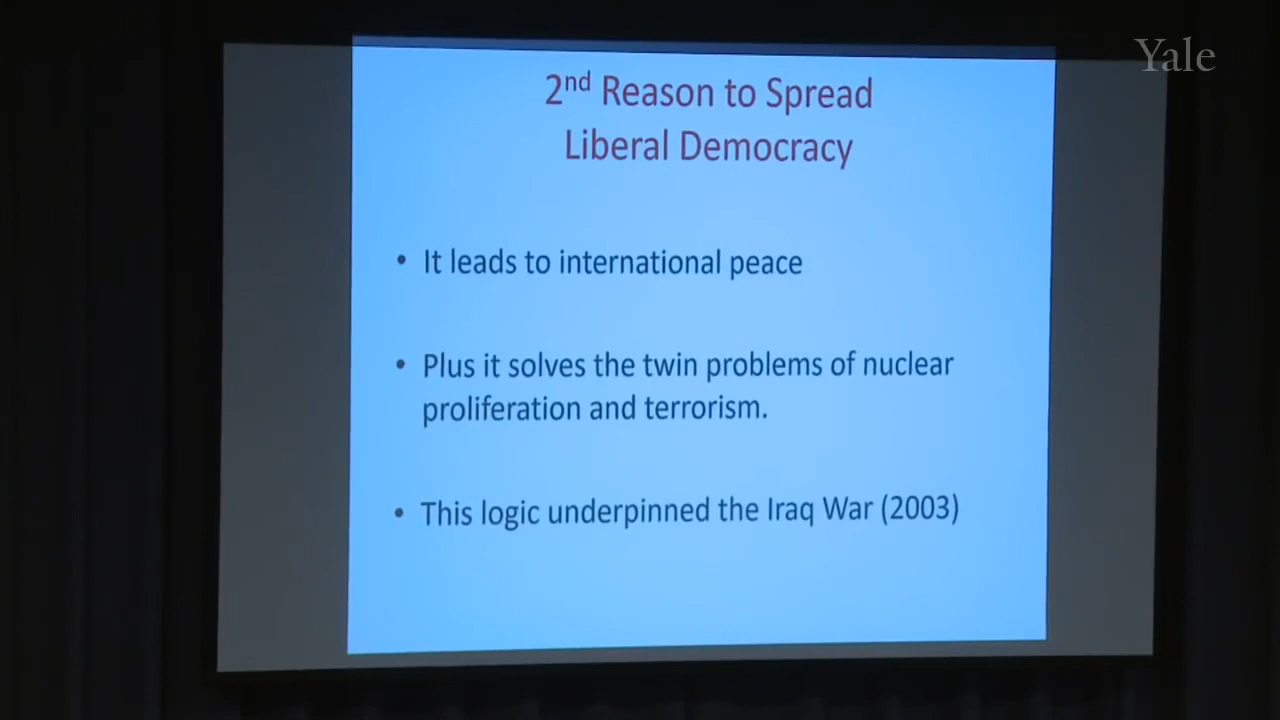 Yale
2nd Reason to Spread
Liberal Democracy
• It leads to international peace
• Plus it solves the twin problems of nuclear
proliferation and terrorism.
• This logic underpinned the Iraq War (2003)